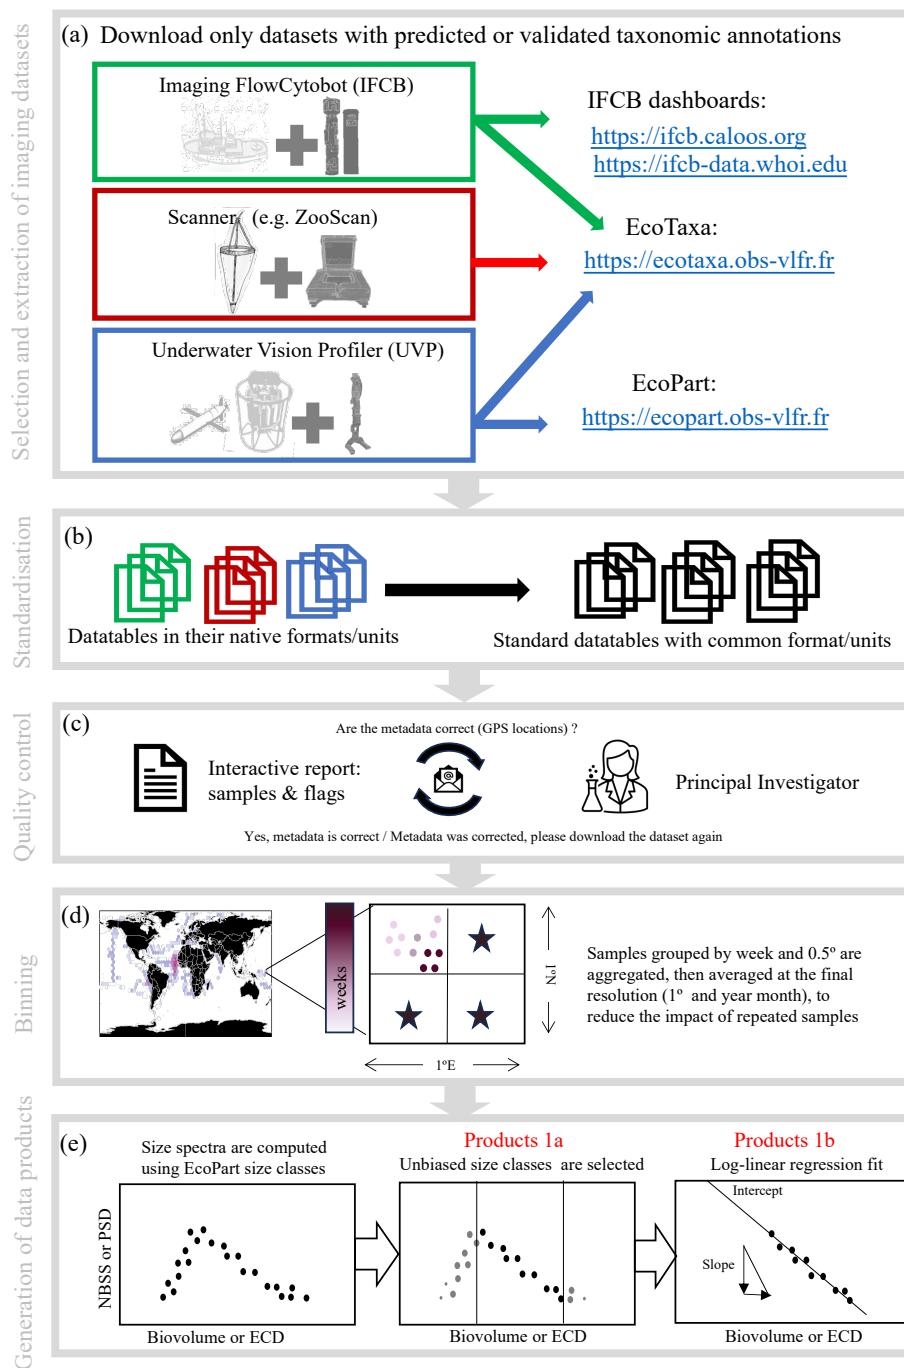 Selection and extraction of imaging datasets
(a) Download only datasets with predicted or validated taxonomic annotations
Imaging FlowCytobot (IFCB)
IFCB dashboards:
https://ifcb.caloos.org
https://ifcb-data.whoi.edu
Scanner (e.g. ZooScan)
EcoTaxa:
https://ecotaxa.obs-vlfr.fr
Underwater Vision Profiler (UVP)
EcoPart:
https://ecopart.obs-vlfr.fr
Standardisation
(b)
Datatables in their native formats/units
Standard datatables with common format/units
Quality control
(c)
Are the metadata correct (GPS locations) ?
Interactive report:
samples & flags
@
Principal Investigator
Yes, metadata is correct / Metadata was corrected, please download the dataset again
Binning
(d)
weeks
1ºN
1ºE
Samples grouped by week and 0.5º are
aggregated, then averaged at the final
resolution (1º and year month), to
reduce the impact of repeated samples
Generation of data products
(e)
Size spectra are computed
using EcoPart size classes
NBSS or PSD
Biovolume or ECD
Products 1a
Unbiased size classes are selected
Biovolume or ECD
Products 1b
Log-linear regression fit
Intercept
Slope
Biovolume or ECD